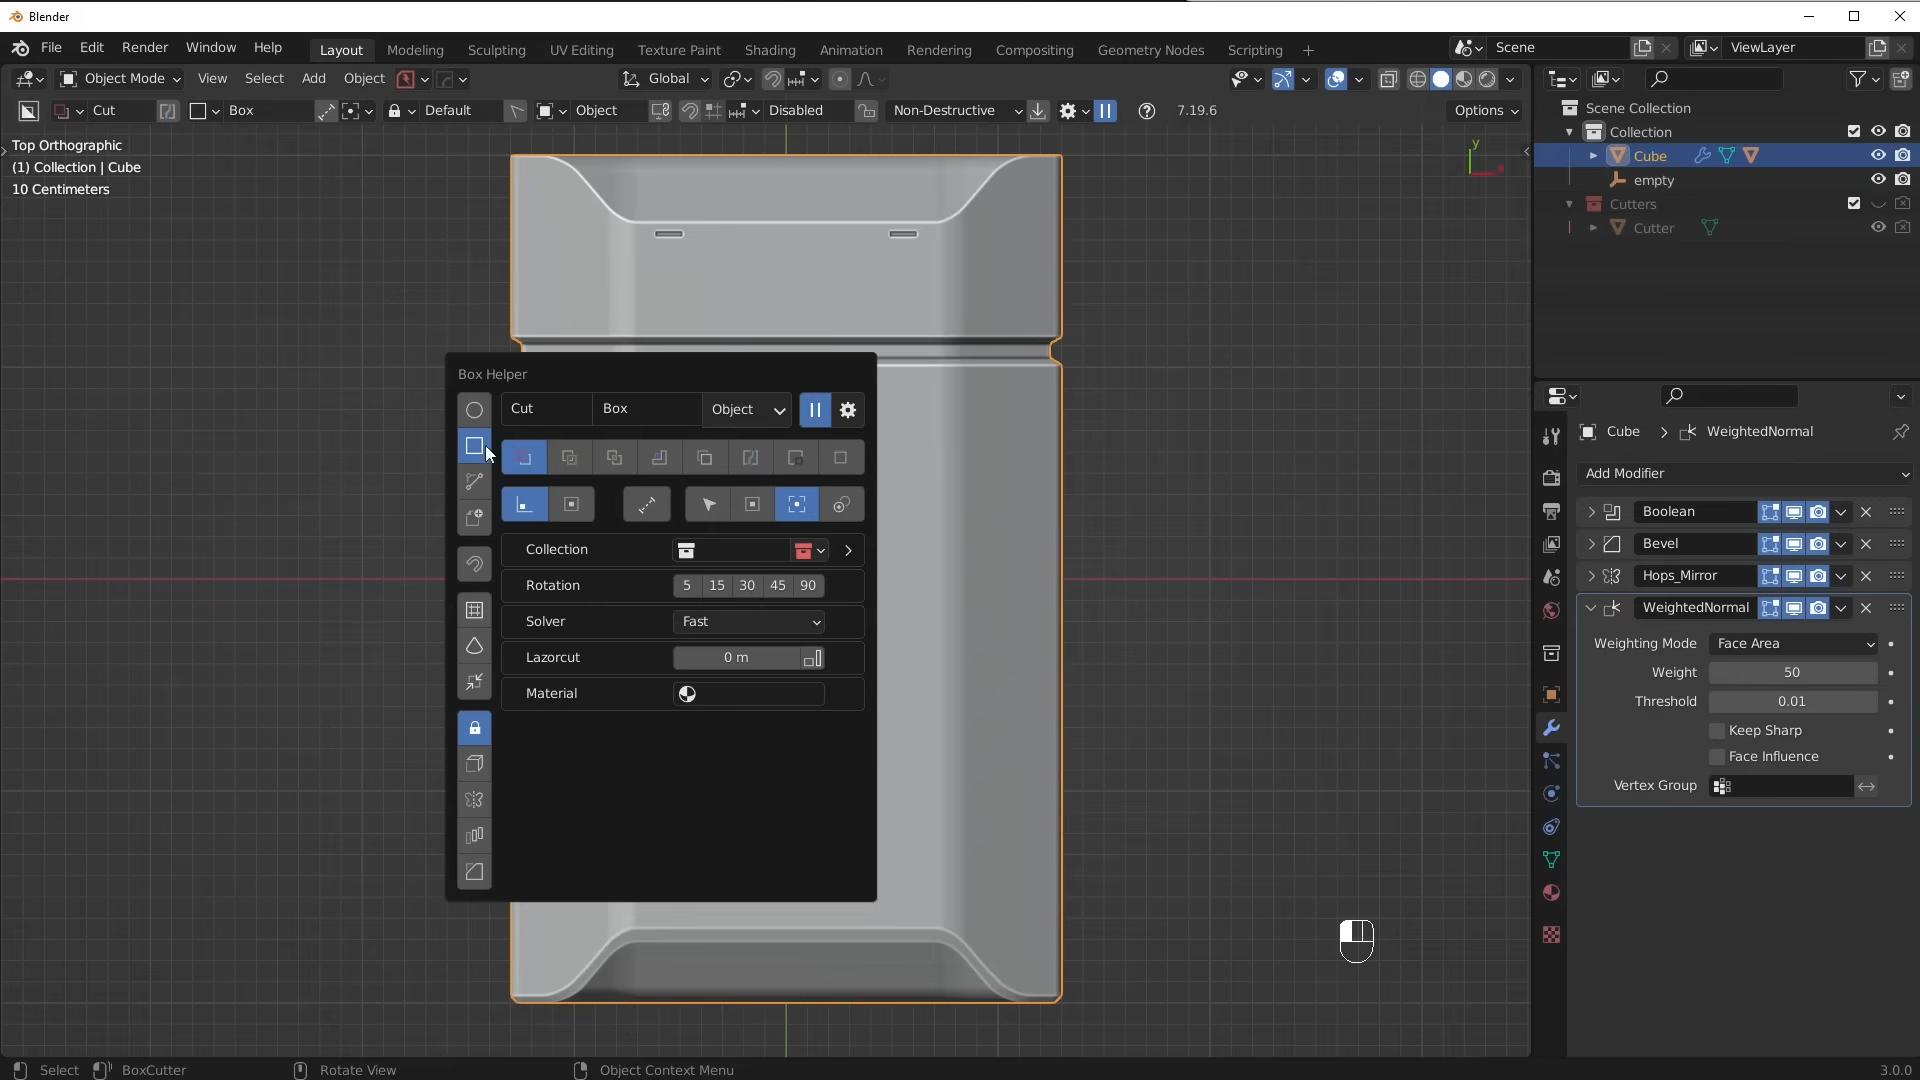 Blender
File Edit Render Window Help Layout Modeling Sculpting UV Editing Texture Paint Shading Animation Rendering Compositing Geometry Nodes Scripting + Scene ViewLayer
Object Mode View Select Add Object Global
Cut Box Default Object Disabled Non-Destructive 7.19.6 Options
Top Orthographic
(1) Collection | Cube
10 Centimeters
y
Scene Collection
Collection
Cube
empty
Cutters
Cutter
Box Helper
Cut Box Object
Collection
Rotation 5 15 30 45 90
Solver Fast
Lazorcut 0 m
Material
Cube > WeightedNormal
Add Modifier
Boolean
Bevel
Hops_Mirror
WeightedNormal
Weighting Mode Face Area
Weight 50
Threshold 0.01
Keep Sharp
Face Influence
Vertex Group
Select BoxCutter Rotate View Object Context Menu 3.0.0